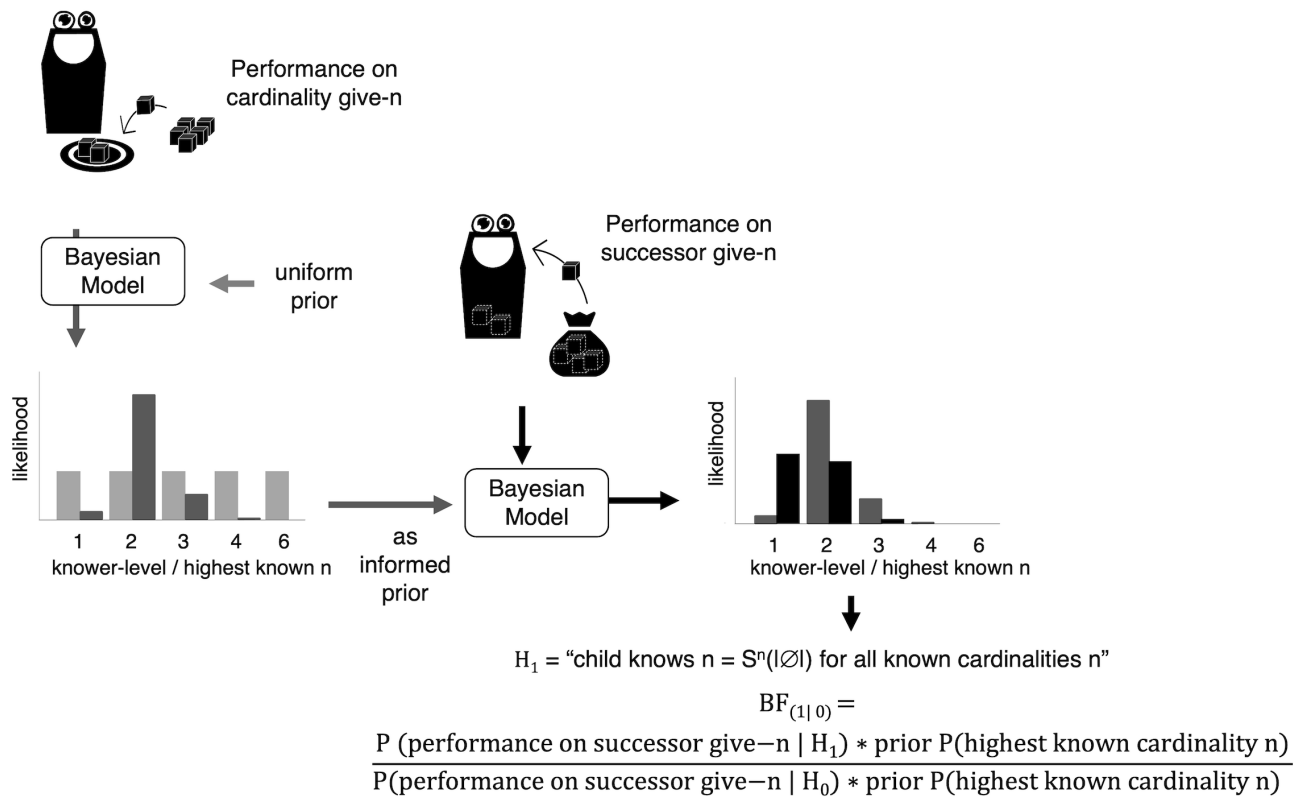 Performance on
cardinality give-n
Bayesian
Model
uniform
prior
Performance on
successor give-n
likelihood
1 2 3 4 6
knower-level / highest known n
as
informed
prior
Bayesian
Model
likelihood
1 2 3 4 6
knower-level / highest known n
H₁ = “child knows n = Sⁿ(|∅|) for all known cardinalities n”
BF₍₁| ₀₎ =
P (performance on successor give−n | H₁) ∗ prior P(highest known cardinality n)
P(performance on successor give−n | H₀) ∗ prior P(highest known cardinality n)